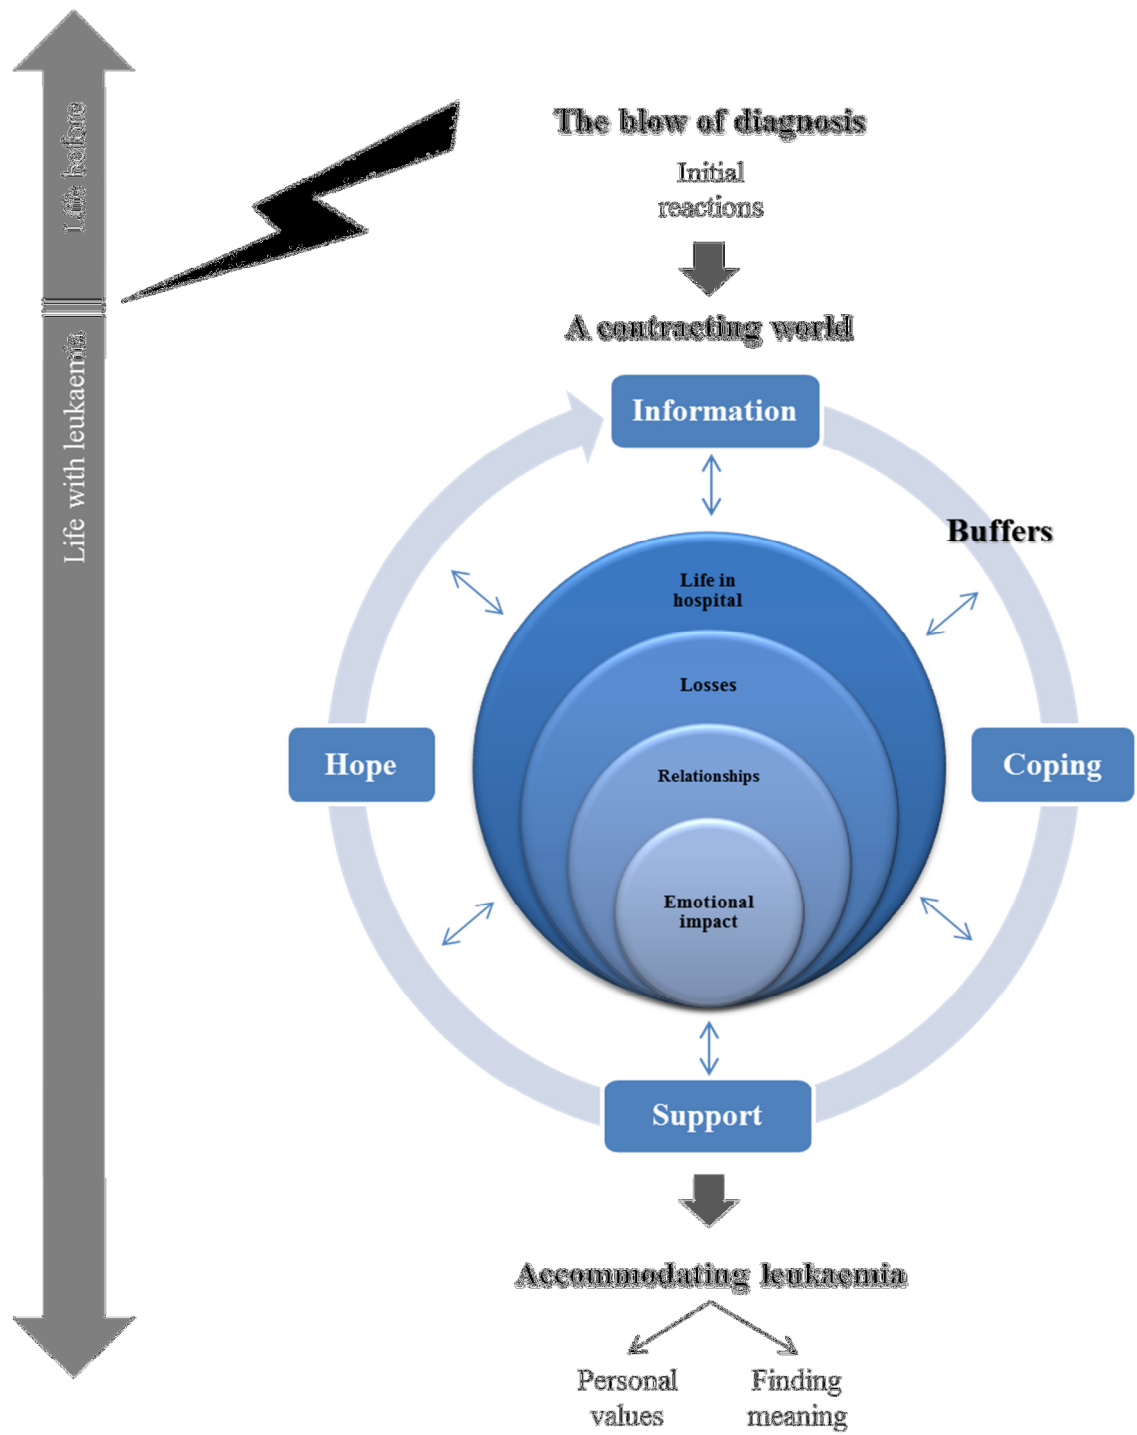 Life before
Life with leukaemia
The blow of diagnosis
Initial
reactions
A contracting world
Information
Buffers
Life in
hospital
Losses
Relationships
Hope
Coping
Emotional
impact
Support
Accommodating leukaemia
Personal
values
Finding
meaning